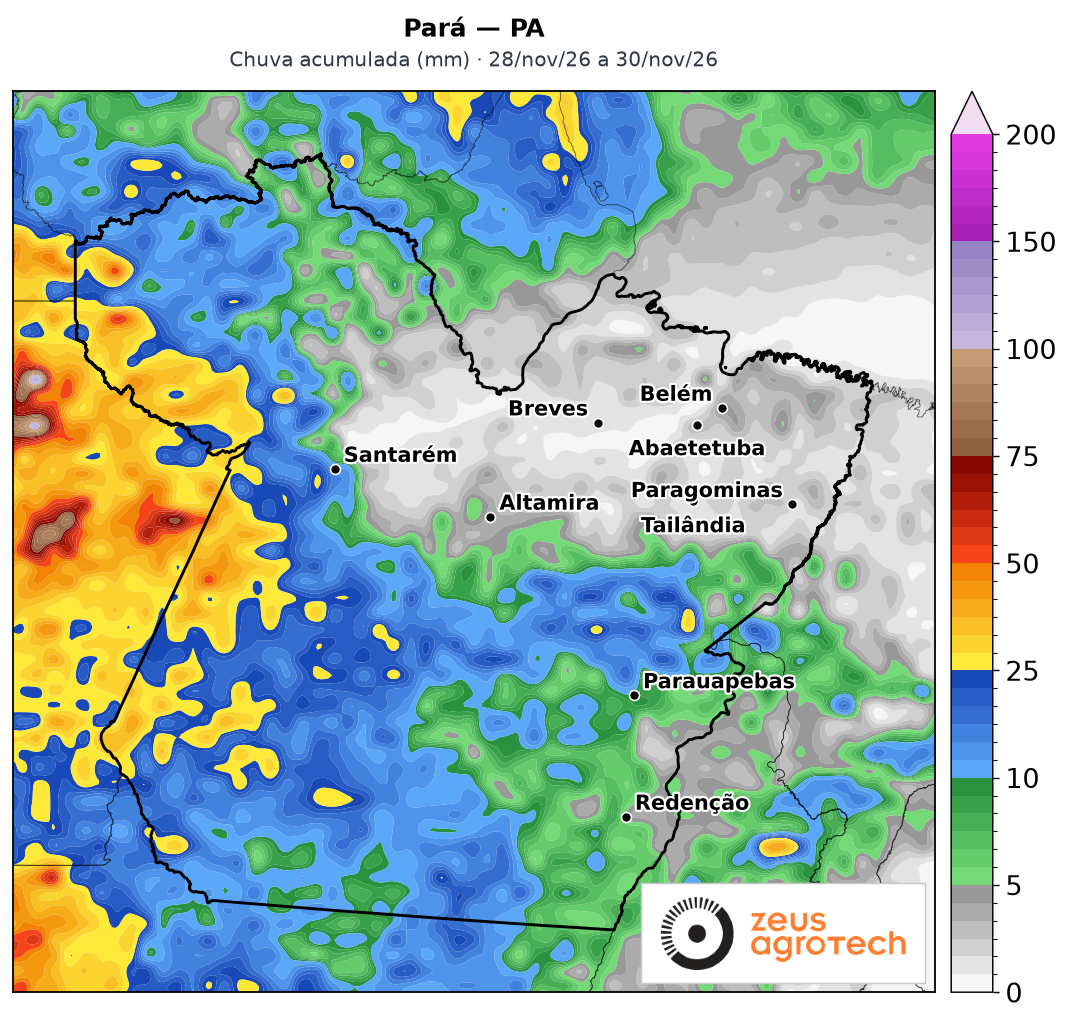 Pará — PA
Chuva acumulada (mm) · 28/nov/26 a 30/nov/26
200
150
100
75
50
25
10
5
0
Belém
Breves
Abaetetuba
Santarém
Paragominas
Altamira
Tailândia
Parauapebas
Redenção
zeus
agrotech